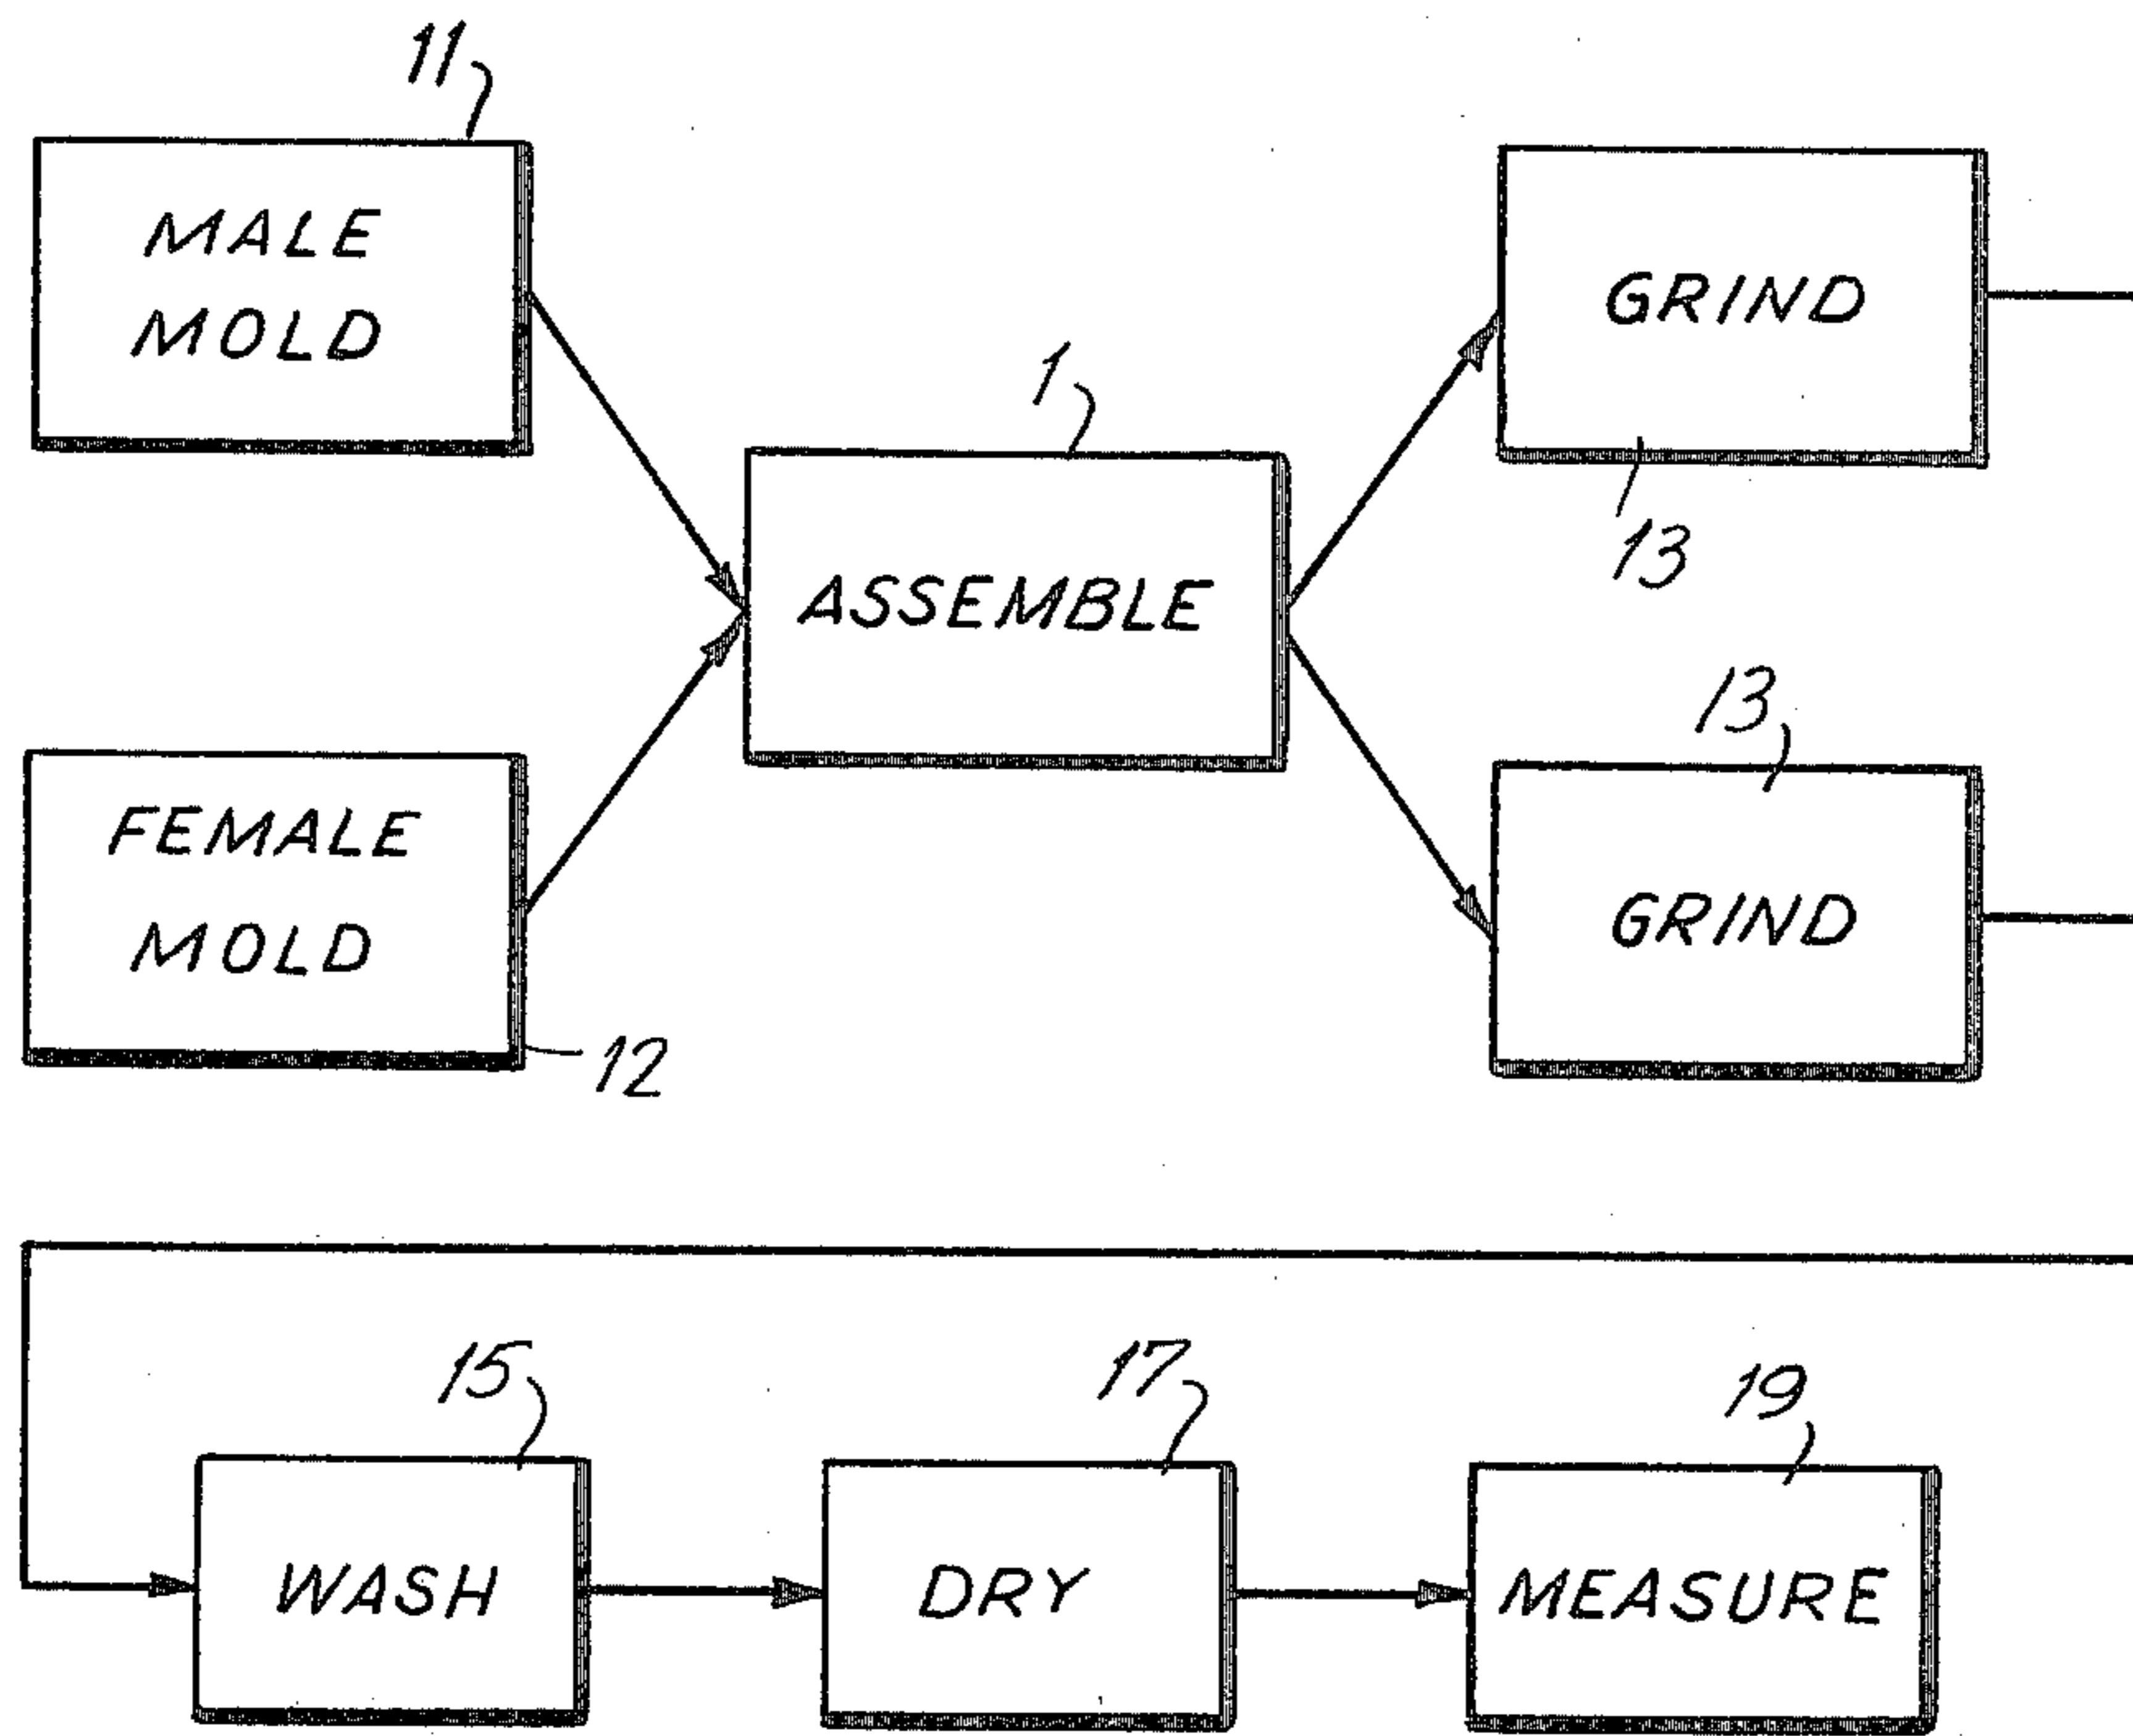 11
MALE
MOLD
GRIND
13
1
ASSEMBLE
13
FEMALE
MOLD
12
GRIND
15
17
19
WASH
DRY
MEASURE